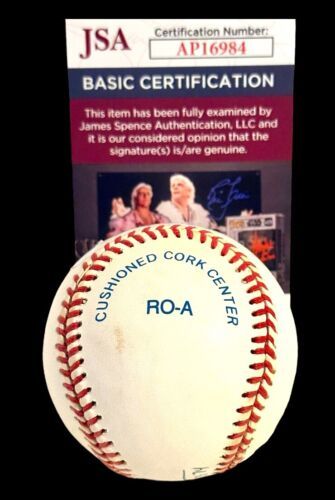 JSA
Certification Number:
AP16984
BASIC CERTIFICATION
This item has been fully examined by
James Spence Authentication, LLC and
it is our considered opinion that the
signature(s) is/are genuine.
CUSHIONED CORK CENTER
RO-A